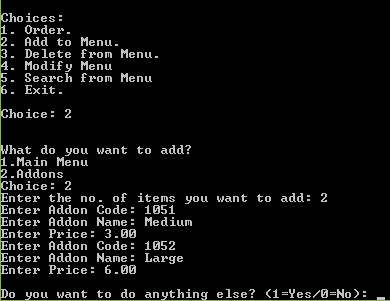 Choices:
1. Order.
2. Add to Menu.
3. Delete from Menu.
4. Modify Menu
5. Search from Menu
6. Exit.
Choice: 2
What do you want to add?
1.Main Menu
2.Addons
Choice: 2
Enter the no. of items you want to add: 2
Enter Addon Code: 1051
Enter Addon Name: Medium
Enter Price: 3.00
Enter Addon Code: 1052
Enter Addon Name: Large
Enter Price: 6.00
Do you want to do anything else? (1=Yes/0=No): _